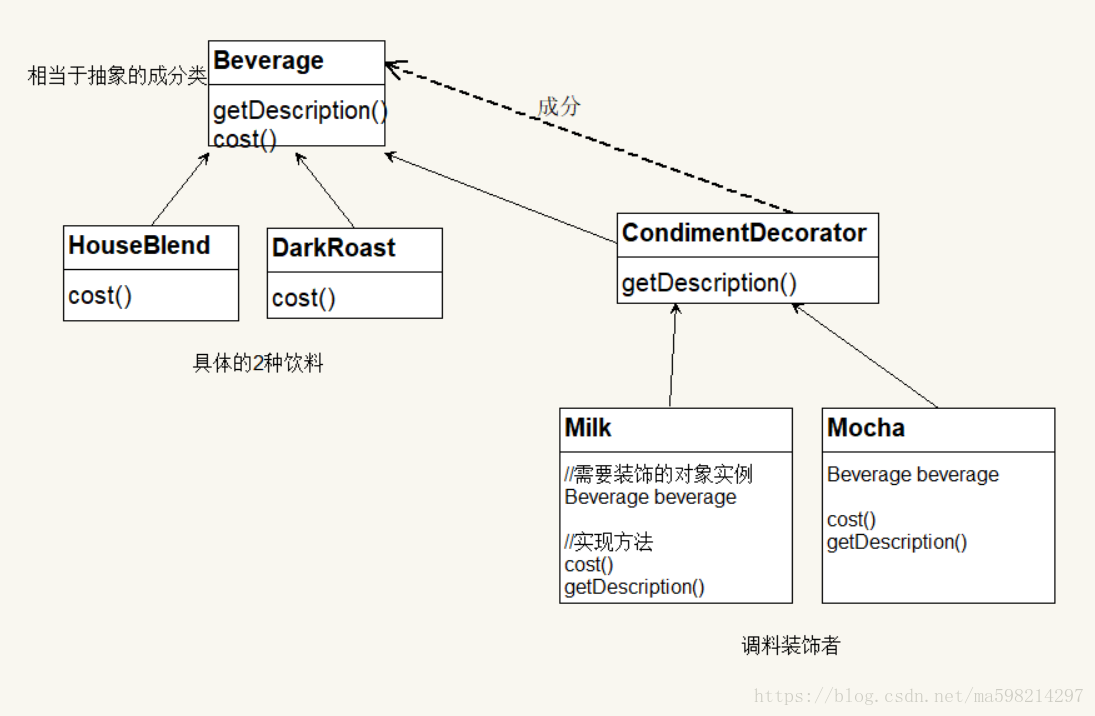 相当于抽象的成分类
Beverage
getDescription()
cost()
成分
HouseBlend
cost()
DarkRoast
cost()
具体的2种饮料
CondimentDecorator
getDescription()
Milk
//需要装饰的对象实例
Beverage beverage
//实现方法
cost()
getDescription()
Mocha
Beverage beverage
cost()
getDescription()
调料装饰者
https://blog.csdn.net/ma598214297